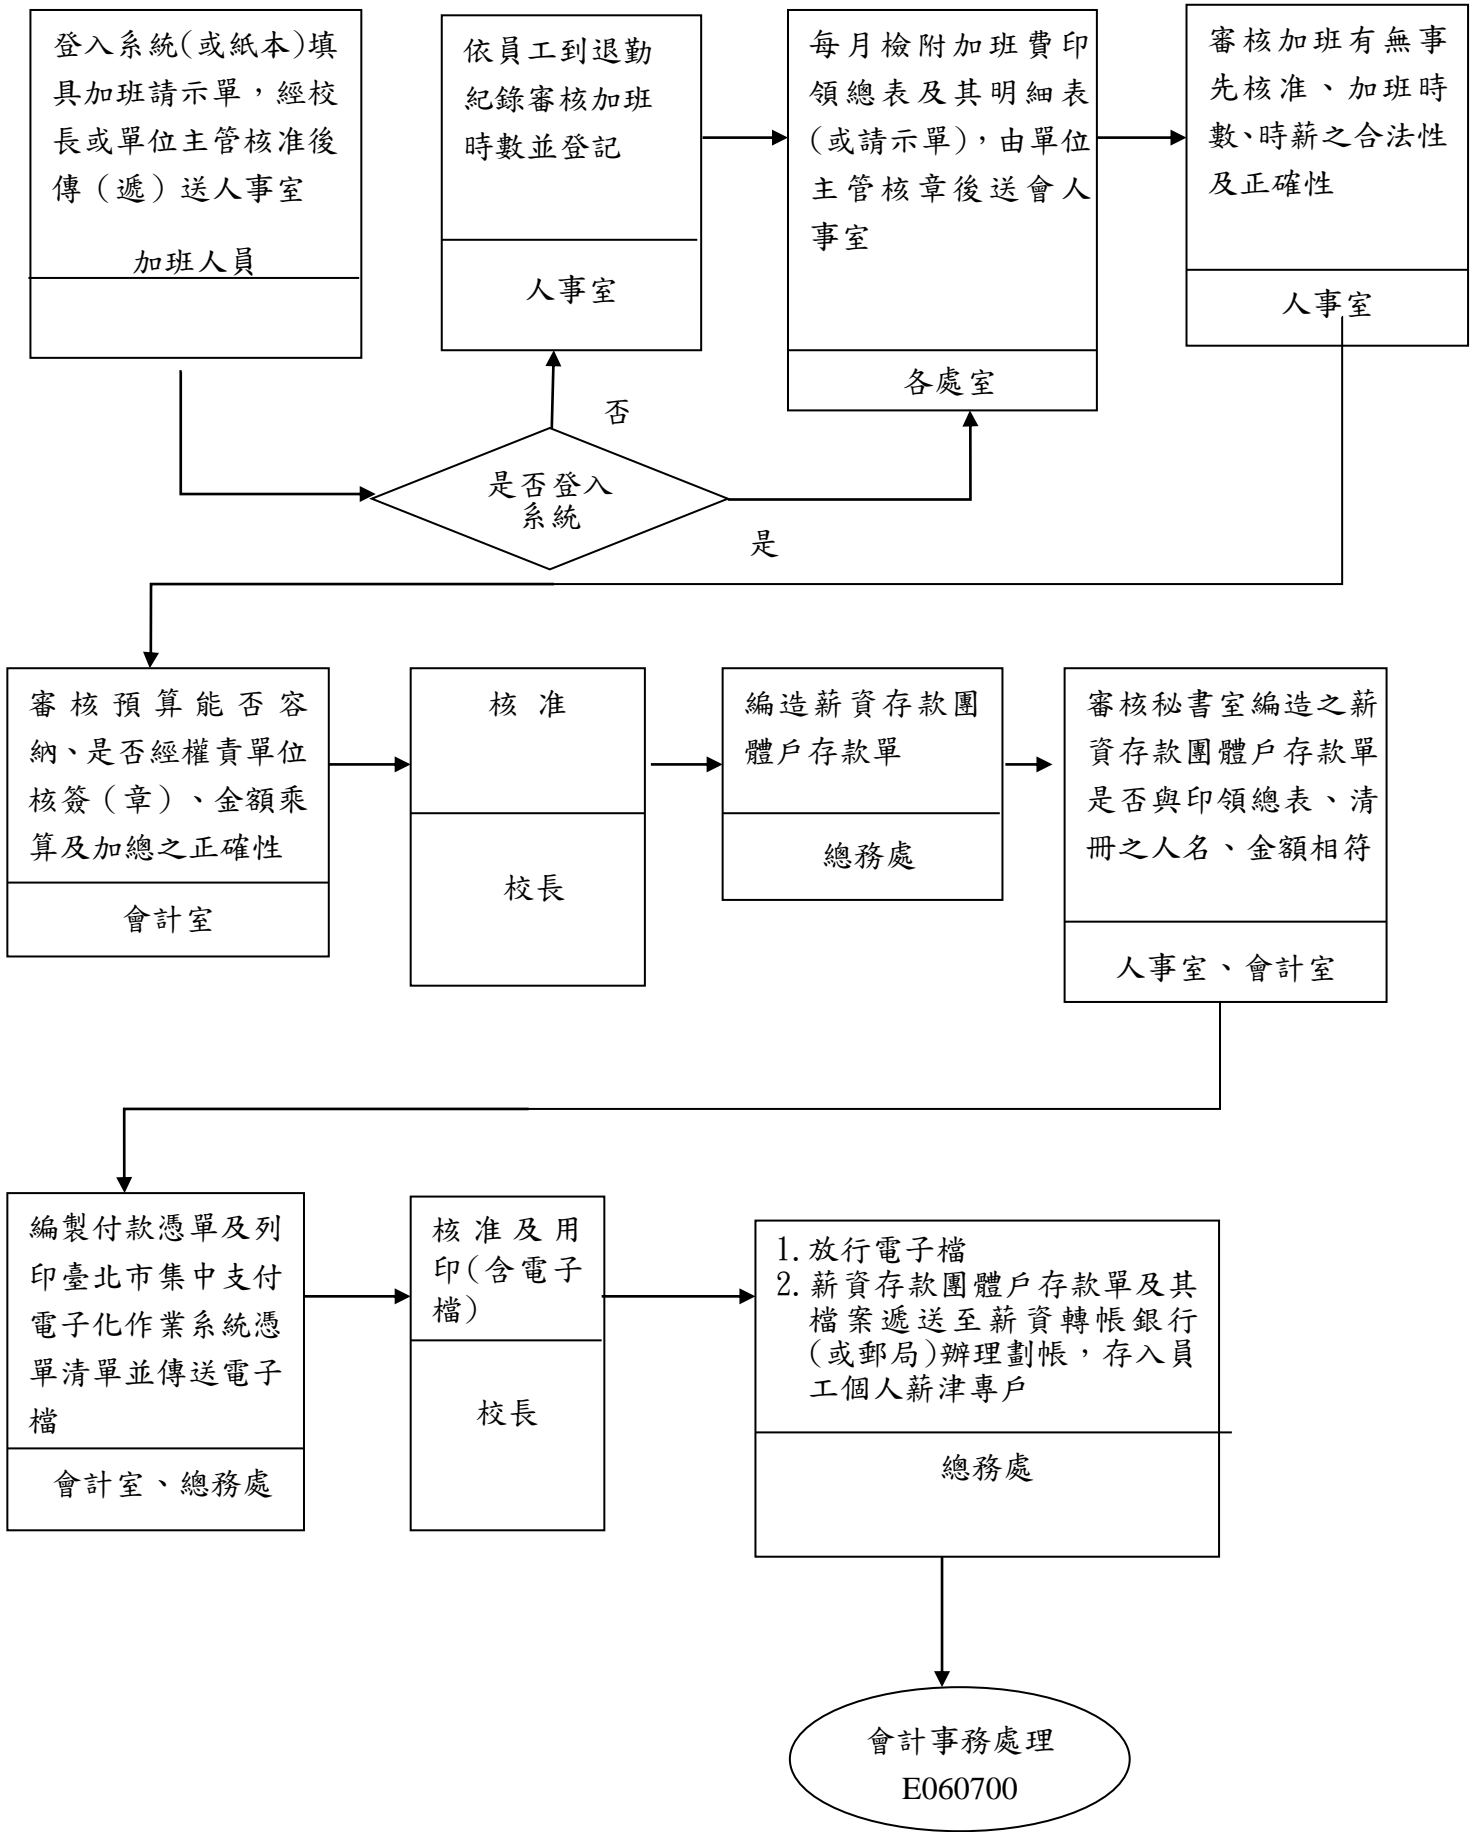 登入系統(或紙本)填
具加班請示單，經校
長或單位主管核准後
傳（遞）送人事室
加班人員
依員工到退勤
紀錄審核加班
時數並登記
人事室
每月檢附加班費印
領總表及其明細表
(或請示單)，由單位
主管核章後送會人
事室
各處室
審核加班有無事
先核准、加班時
數、時薪之合法性
及正確性
人事室
否
是否登入
系統
是
審核預算能否容
納、是否經權責單位
核簽（章）、金額乘
算及加總之正確性
會計室
核准
校長
編造薪資存款團
體戶存款單
總務處
審核秘書室編造之薪
資存款團體戶存款單
是否與印領總表、清
冊之人名、金額相符
人事室、會計室
編製付款憑單及列
印臺北市集中支付
電子化作業系統憑
單清單並傳送電子
檔
會計室、總務處
核准及用
印(含電子
檔)
校長
1.放行電子檔
2.薪資存款團體戶存款單及其
檔案遞送至薪資轉帳銀行
(或郵局)辦理劃帳，存入員
工個人薪津專戶
總務處
會計事務處理
E060700